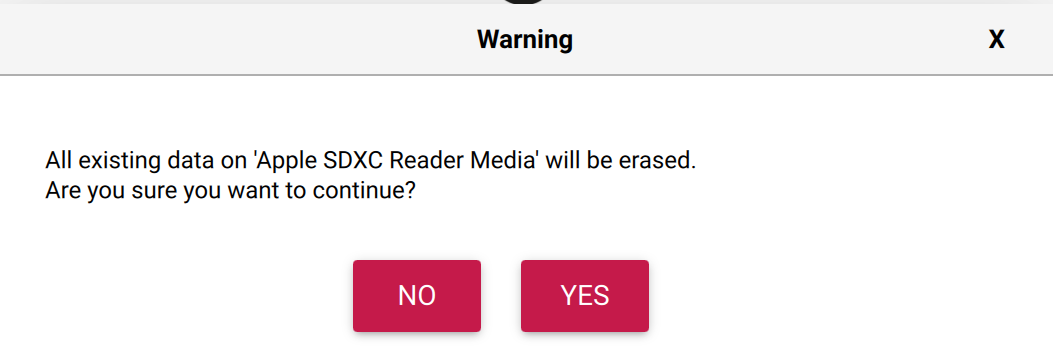 Warning
X
All existing data on 'Apple SDXC Reader Media' will be erased.
Are you sure you want to continue?
NO
YES